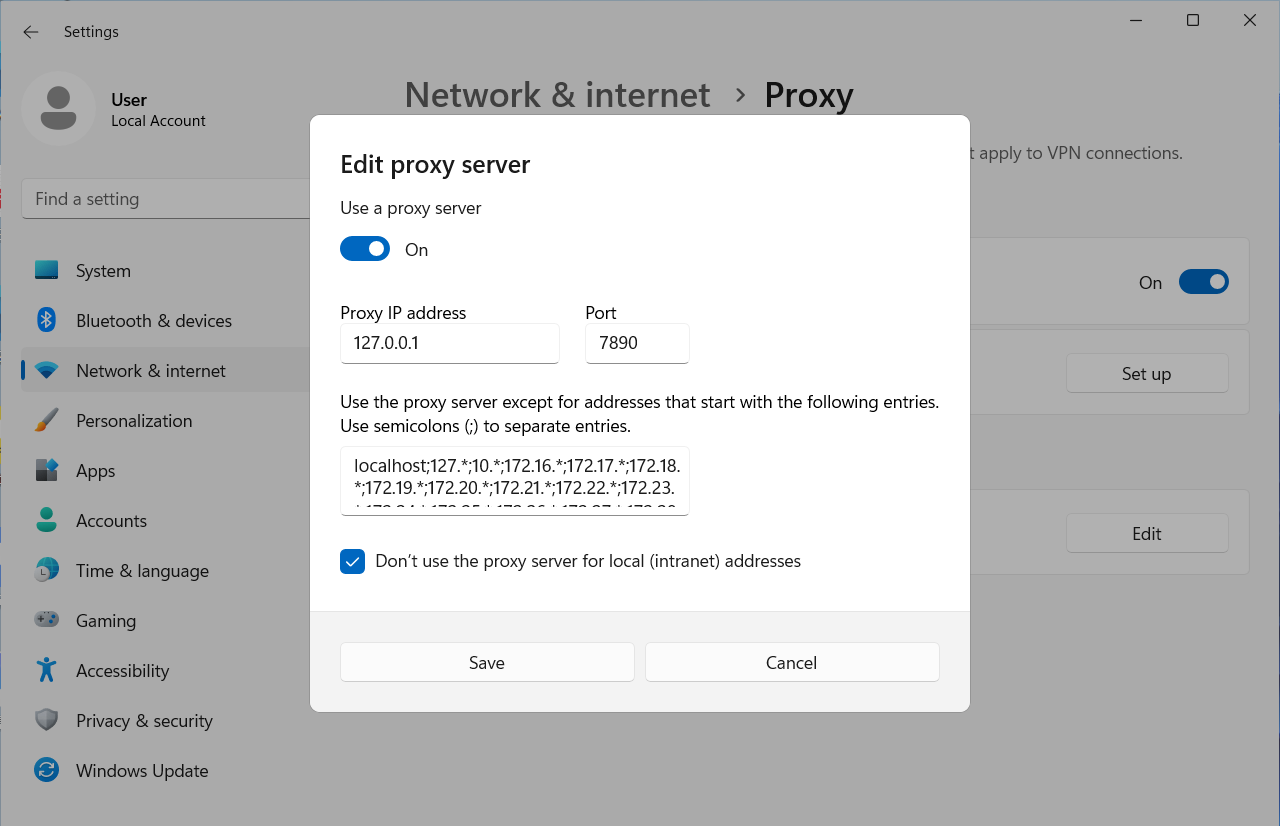 Settings
User
Local Account
Find a setting
System
Bluetooth & devices
Network & internet
Personalization
Apps
Accounts
Time & language
Gaming
Accessibility
Privacy & security
Windows Update
Network & internet > Proxy
t apply to VPN connections.
On
Set up
Edit
Edit proxy server
Use a proxy server
On
Proxy IP address
Port
127.0.0.1
7890
Use the proxy server except for addresses that start with the following entries.
Use semicolons (;) to separate entries.
localhost;127.*;10.*;172.16.*;172.17.*;172.18.
*;172.19.*;172.20.*;172.21.*;172.22.*;172.23.
Don't use the proxy server for local (intranet) addresses
Save
Cancel